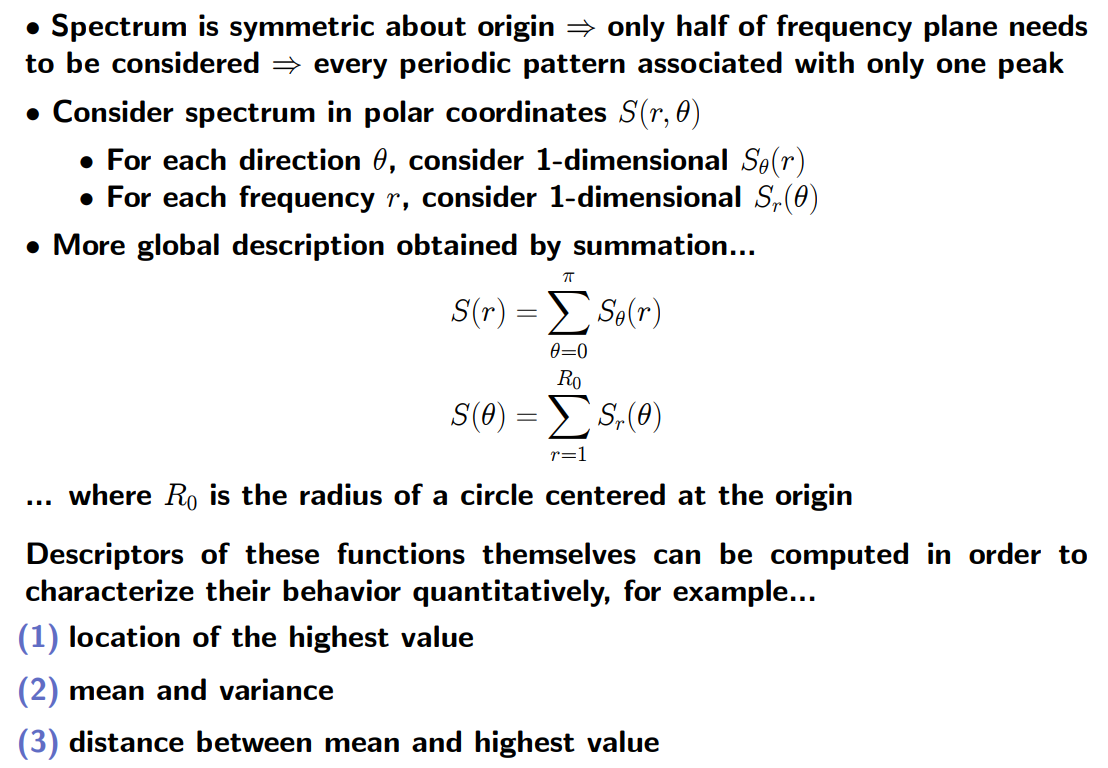 • Spectrum is symmetric about origin ⇒ only half of frequency plane needs
to be considered ⇒ every periodic pattern associated with only one peak
• Consider spectrum in polar coordinates S(r, θ)
• For each direction θ, consider 1-dimensional S_θ(r)
• For each frequency r, consider 1-dimensional S_r(θ)
• More global description obtained by summation...
S(r) = \sum_{θ=0}^{π} S_θ(r)
S(θ) = \sum_{r=1}^{R_0} S_r(θ)
... where R_0 is the radius of a circle centered at the origin
Descriptors of these functions themselves can be computed in order to
characterize their behavior quantitatively, for example...
(1) location of the highest value
(2) mean and variance
(3) distance between mean and highest value